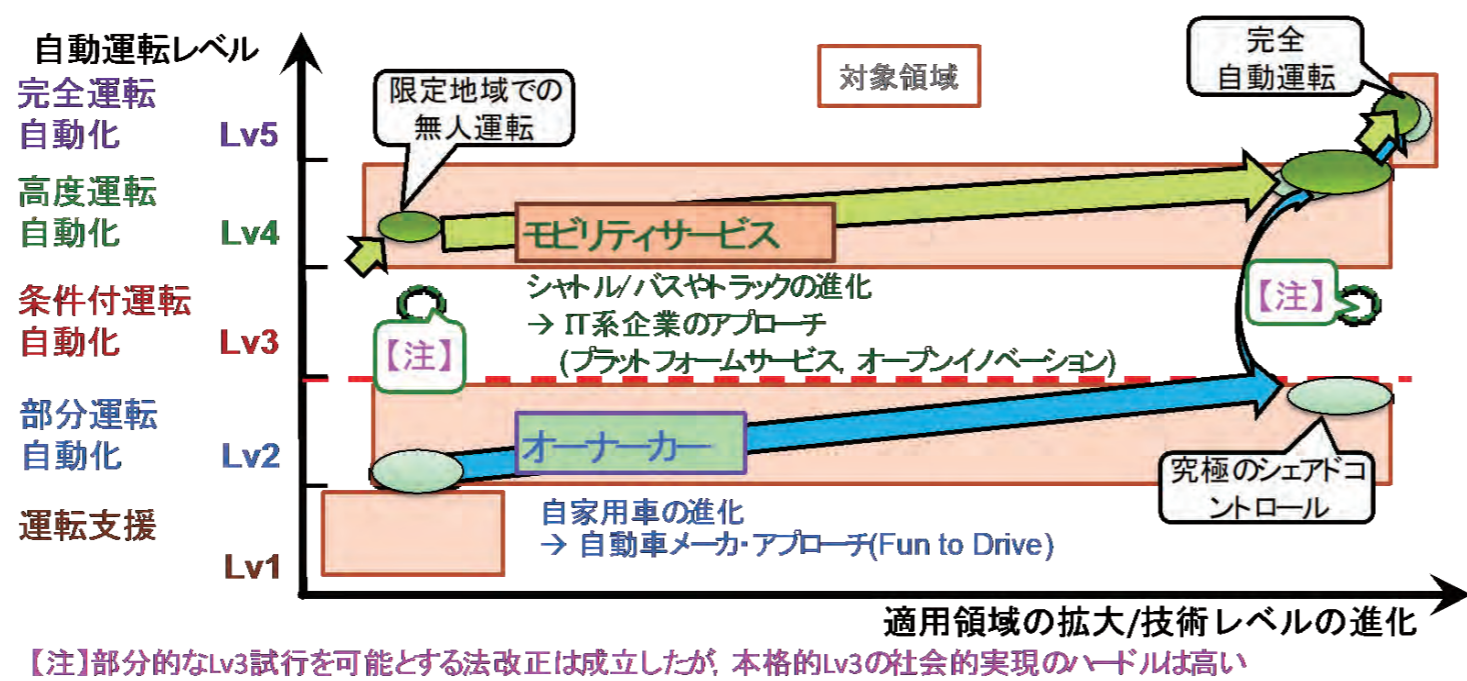 自動運転レベル
完全運転
自動化 Lv5
高度運転
自動化 Lv4
条件付運転
自動化 Lv3
部分運転
自動化 Lv2
運転支援
Lv1
限定地域での
無人運転
対象領域
完全
自動運転
モビリティサービス
シャトル/バスやトラックの進化
→ IT系企業のアプローチ
(プラットフォームサービス, オープンイノベーション)
【注】
【注】
オーナーカー
自家用車の進化
→ 自動車メーカ・アプローチ(Fun to Drive)
究極のシェアドコ
ントロール
適用領域の拡大/技術レベルの進化
【注】部分的なLv3試行を可能とする法改正は成立したが, 本格的Lv3の社会的実現のハードルは高い